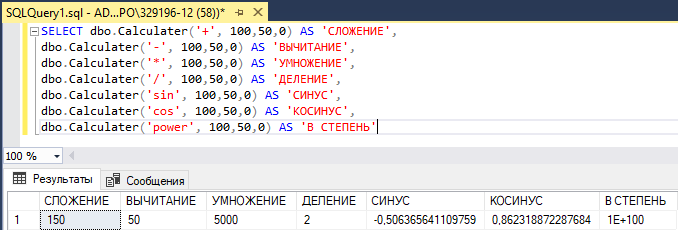 SQLQuery1.sql - AD...PO\329196-12 (58))*
SELECT dbo.Calculater('+', 100,50,0) AS 'СЛОЖЕНИЕ',
dbo.Calculater('-', 100,50,0) AS 'ВЫЧИТАНИЕ',
dbo.Calculater('*', 100,50,0) AS 'УМНОЖЕНИЕ',
dbo.Calculater('/', 100,50,0) AS 'ДЕЛЕНИЕ',
dbo.Calculater('sin', 100,50,0) AS 'СИНУС',
dbo.Calculater('cos', 100,50,0) AS 'КОСИНУС',
dbo.Calculater('power', 100,50,0) AS 'В СТЕПЕНЬ'
100 %
Результаты Сообщения
СЛОЖЕНИЕ ВЫЧИТАНИЕ УМНОЖЕНИЕ ДЕЛЕНИЕ СИНУС КОСИНУС В СТЕПЕНЬ
1 150 50 5000 2 -0,506365641109759 0,862318872287684 1E+100